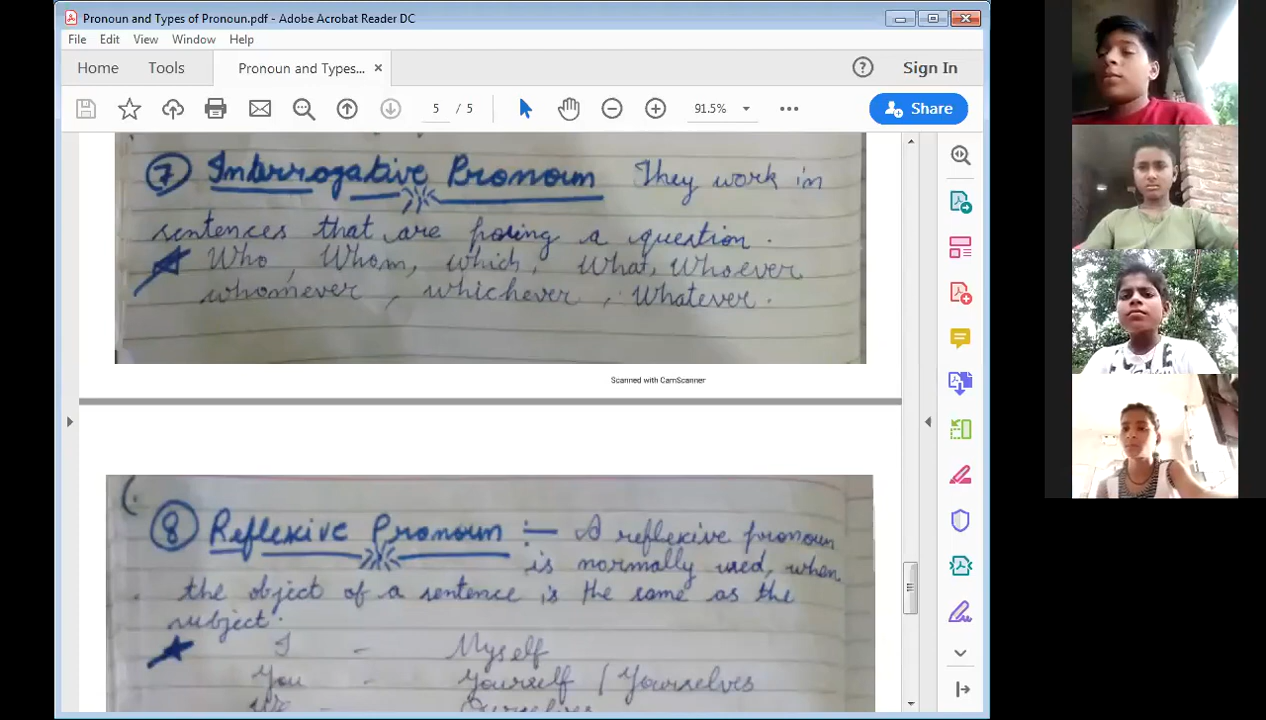 Pronoun and Types of Pronoun.pdf - Adobe Acrobat Reader DC
File Edit View Window Help
Home Tools Pronoun and Types... × Sign In
5 / 5 91.5% Share
7 Interrogative Pronoun They work in
sentences that are posing a question.
Who, Whom, which, What, Whoever
whomever, whichever, Whatever.
Scanned with CamScanner
8 Reflexive Pronoun :— A reflexive pronoun
is normally used, when
the object of a sentence is the same as the
subject.
I - Myself
You - Yourself / Yourselves
We - Ourselves